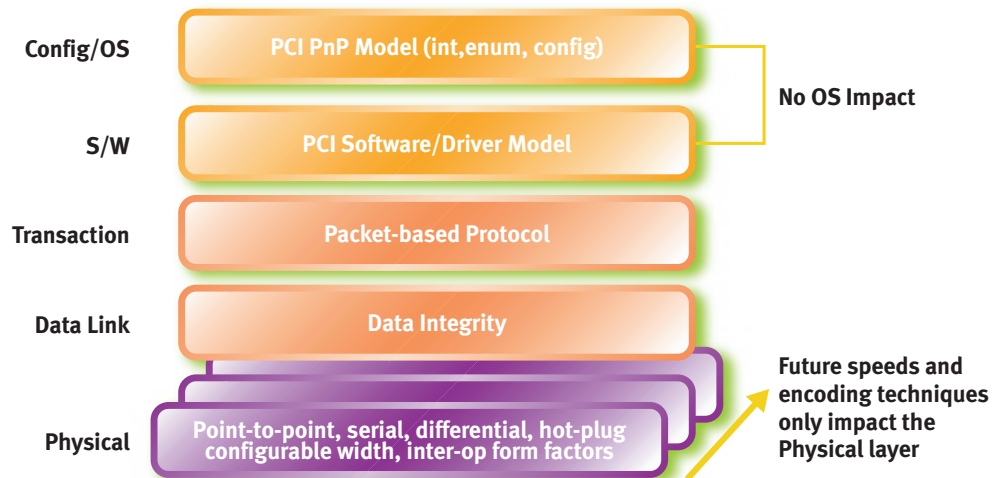 Config/OS
PCI PnP Model (int,enum, config)
No OS Impact
S/W
PCI Software/Driver Model
Transaction
Packet-based Protocol
Data Link
Data Integrity
Future speeds and
encoding techniques
only impact the
Physical layer
Physical
Point-to-point, serial, differential, hot-plug
configurable width, inter-op form factors